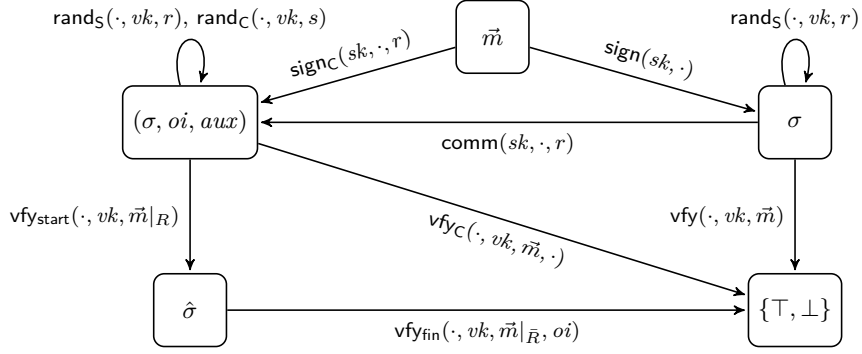 rand_S(·, vk, r), rand_C(·, vk, s)
rand_S(·, vk, r)
m⃗
sign_C(sk, ·, r)
sign(sk, ·)
(σ, oi, aux)
σ
comm(sk, ·, r)
vfy_start(·, vk, m⃗|_R)
vfy_C(·, vk, m⃗, ·)
vfy(·, vk, m⃗)
σ̂
{⊤, ⊥}
vfy_fin(·, vk, m⃗|_R̄, oi)